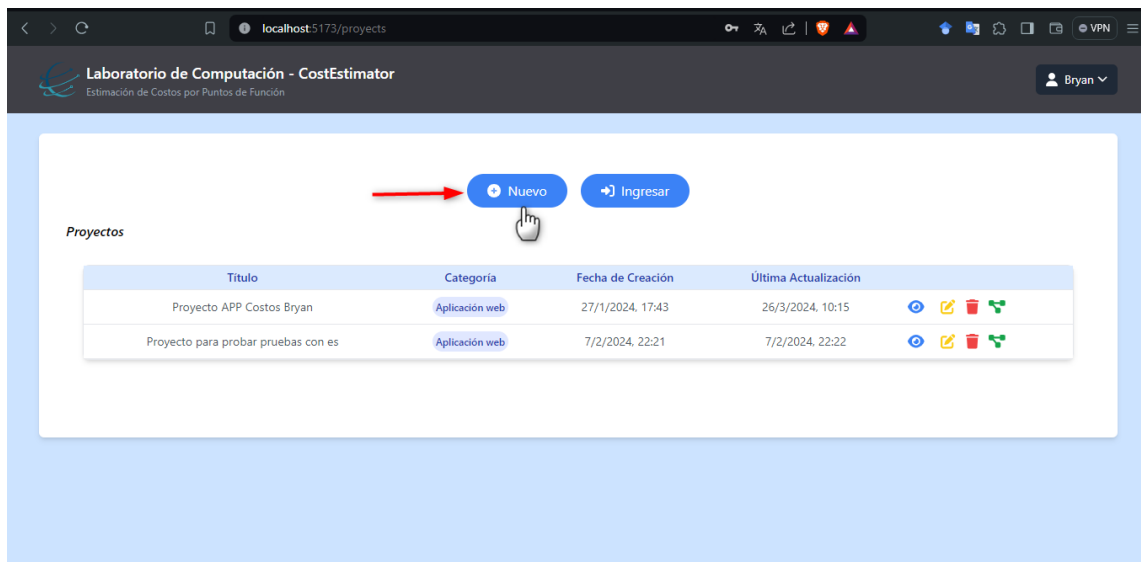 localhost:5173/proyects
VPN
Laboratorio de Computación - CostEstimator
Estimación de Costos por Puntos de Función
Bryan
Nuevo
Ingresar
Proyectos
Título Categoría Fecha de Creación Última Actualización
Proyecto APP Costos Bryan Aplicación web 27/1/2024, 17:43 26/3/2024, 10:15
Proyecto para probar pruebas con es Aplicación web 7/2/2024, 22:21 7/2/2024, 22:22